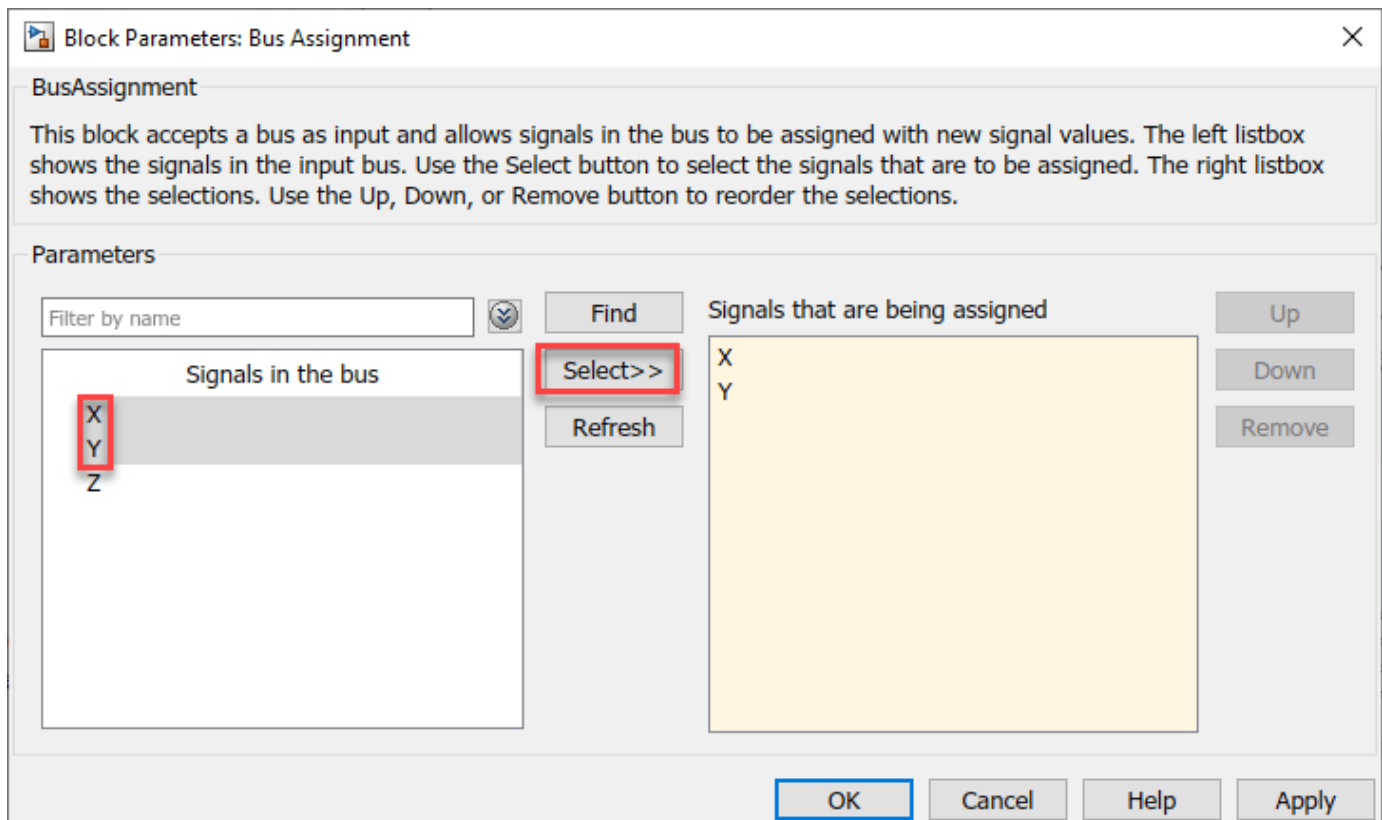 Block Parameters: Bus Assignment
BusAssignment
This block accepts a bus as input and allows signals in the bus to be assigned with new signal values. The left listbox
shows the signals in the input bus. Use the Select button to select the signals that are to be assigned. The right listbox
shows the selections. Use the Up, Down, or Remove button to reorder the selections.
Parameters
Filter by name
Find
Signals that are being assigned
Up
Signals in the bus
Select>>
X
Down
X
Y
Refresh
Remove
Y
Z
OK
Cancel
Help
Apply